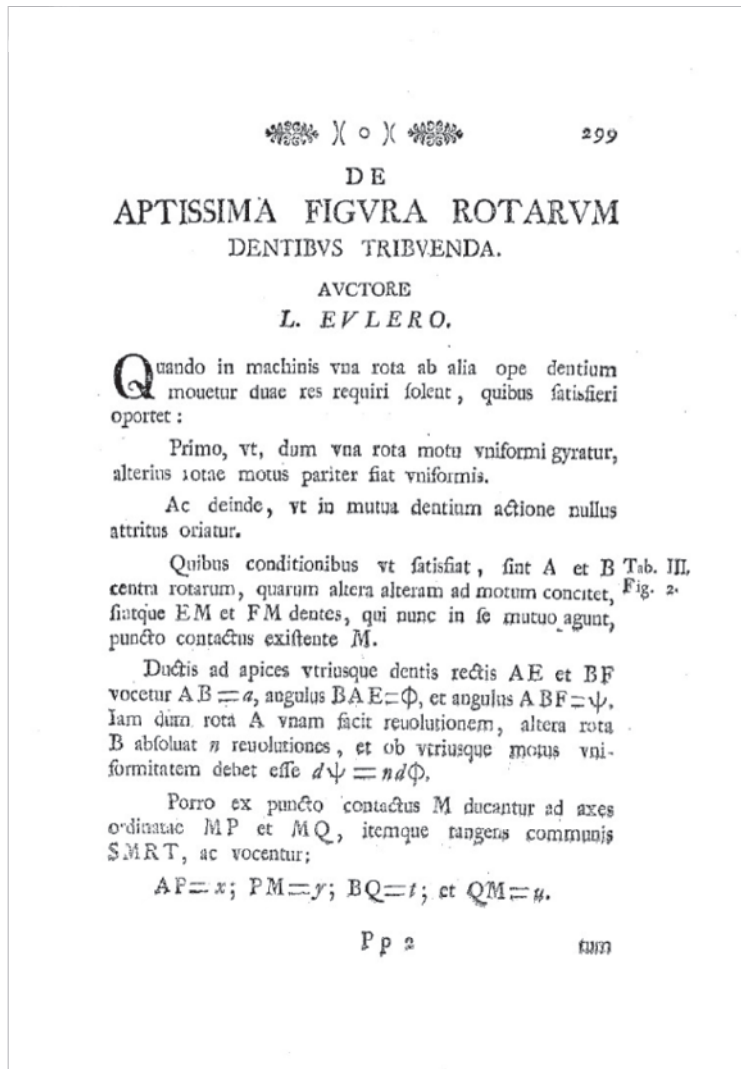 )( o )( 299
DE
APTISSIMA FIGVRA ROTARVM
DENTIBVS TRIBVENDA.
AVCTORE
L. EVLERO.
Quando in machinis vna rota ab alia ope dentium
mouetur duae res requiri ſolent, quibus ſatisfieri
oportet:
Primo, vt, dum vna rota motu vniformi gyratur,
alterius rotae motus pariter fiat vniformis.
Ac deinde, vt in mutua dentium actione nullus
attritus oriatur.
Quibus conditionibus vt ſatisfiat, ſint A et B Tab. III.
centra rotarum, quarum altera alteram ad motum concitet, Fig. 2.
ſintque EM et FM dentes, qui nunc in ſe mutuo agunt,
puncto contactus exiſtente M.
Ductis ad apices vtriusque dentis rectis AE et BF
vocetur AB=a, angulus BAE=Φ, et angulus ABF=ψ.
Iam dum rota A vnam facit reuolutionem, altera rota
B abſoluat n reuolutiones, et ob vtriusque motus vni-
formitatem debet eſſe dψ=ndΦ.
Porro ex puncto contactus M ducantur ad axes
ordinatae MP et MQ, itemque tangens communis
SMRT, ac vocentur;
AP=x; PM=y; BQ=t; et QM=u.
Pp 2 tum